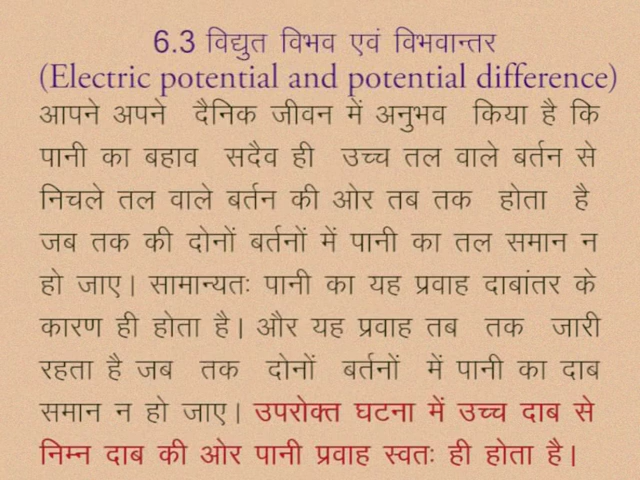 6.3 विद्युत विभव एवं विभवान्तर
(Electric potential and potential difference)
आपने अपने दैनिक जीवन में अनुभव किया है कि
पानी का बहाव सदैव ही उच्च तल वाले बर्तन से
निचले तल वाले बर्तन की ओर तब तक होता है
जब तक की दोनों बर्तनों में पानी का तल समान न
हो जाए। सामान्यतः पानी का यह प्रवाह दाबांतर के
कारण ही होता है। और यह प्रवाह तब तक जारी
रहता है जब तक दोनों बर्तनों में पानी का दाब
समान न हो जाए। उपरोक्त घटना में उच्च दाब से
निम्न दाब की ओर पानी प्रवाह स्वतः ही होता है।